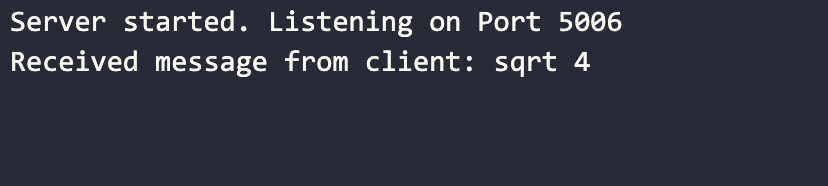 Server started. Listening on Port 5006
Received message from client: sqrt 4